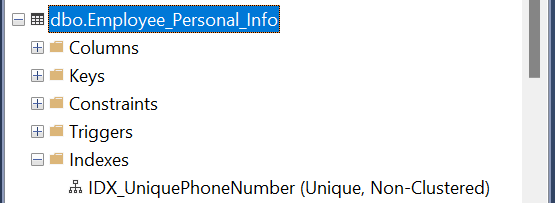 dbo.Employee_Personal_Info
Columns
Keys
Constraints
Triggers
Indexes
IDX_UniquePhoneNumber (Unique, Non-Clustered)